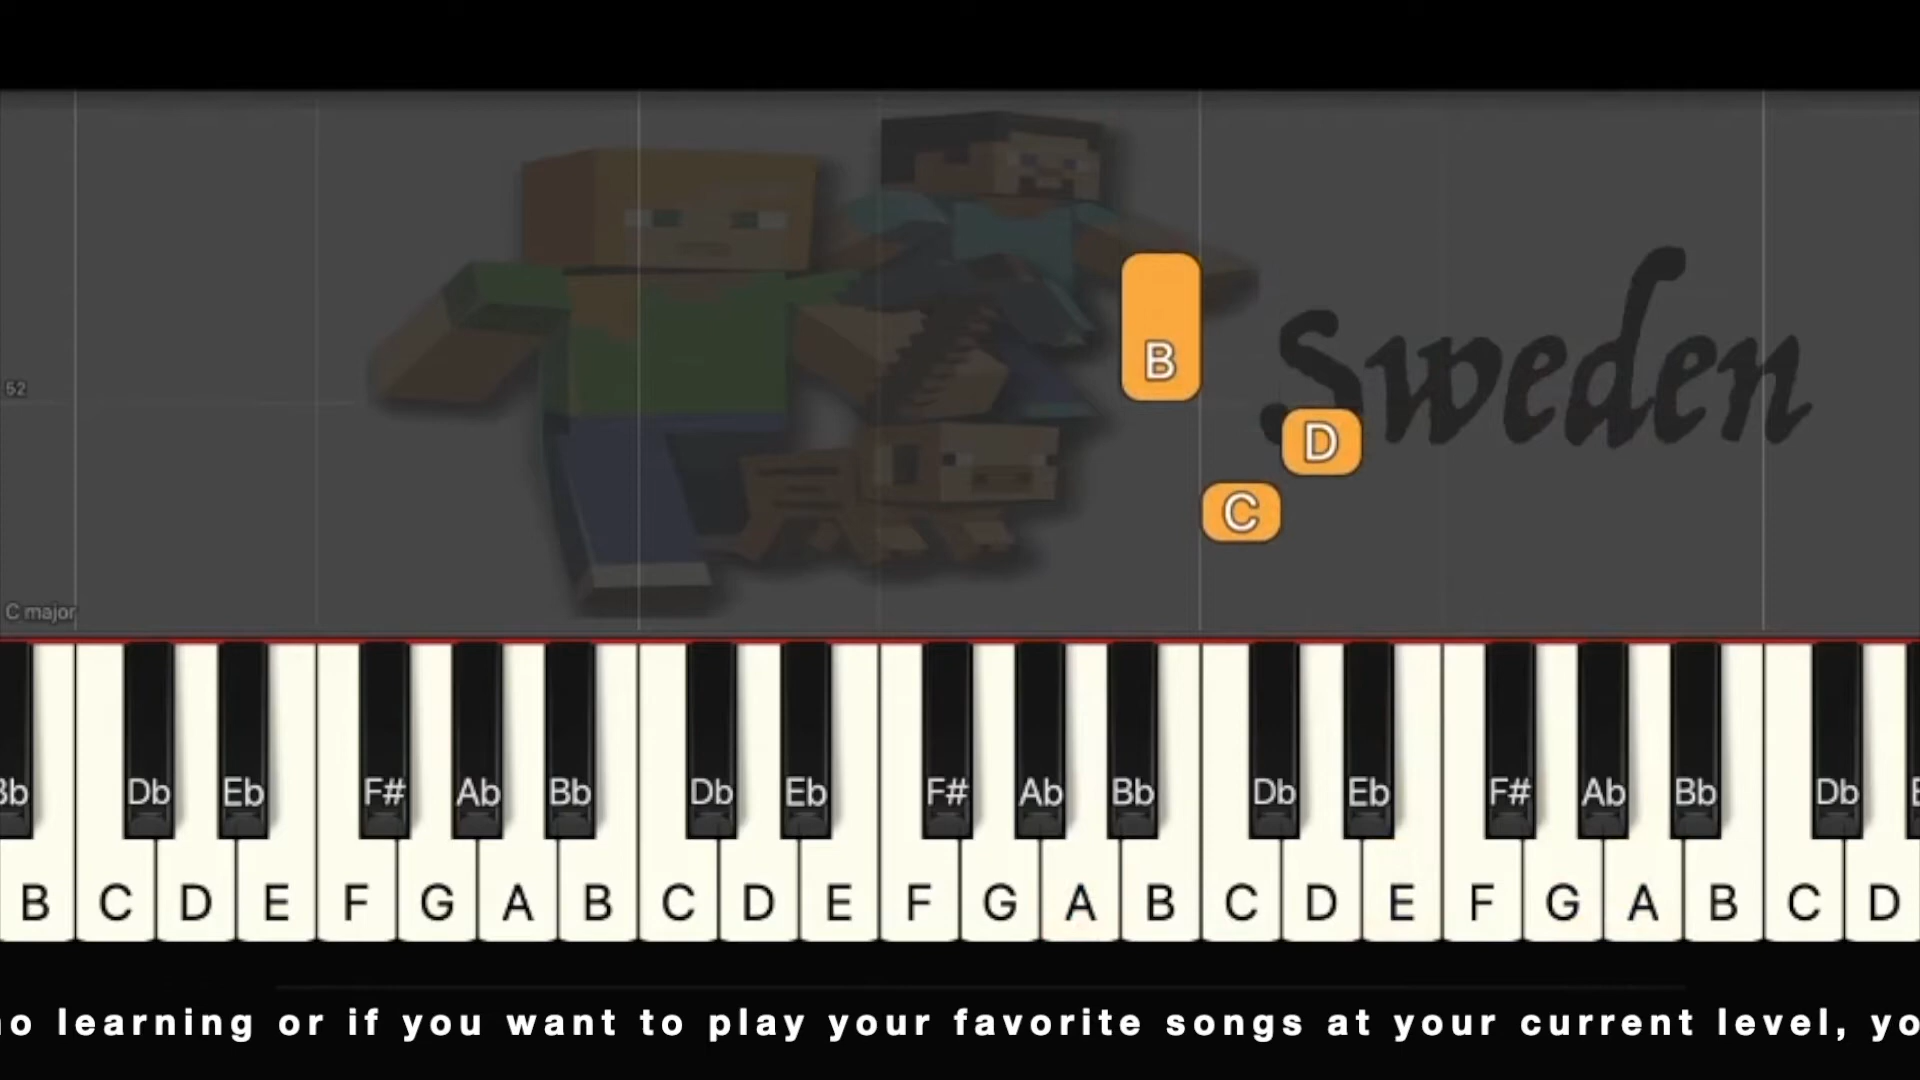 Sweden
B
D
C
52
C major
Bb Db Eb F# Ab Bb Db Eb F# Ab Bb Db Eb F# Ab Bb Db
B C D E F G A B C D E F G A B C D E F G A B C D
learning or if you want to play your favorite songs at your current level,